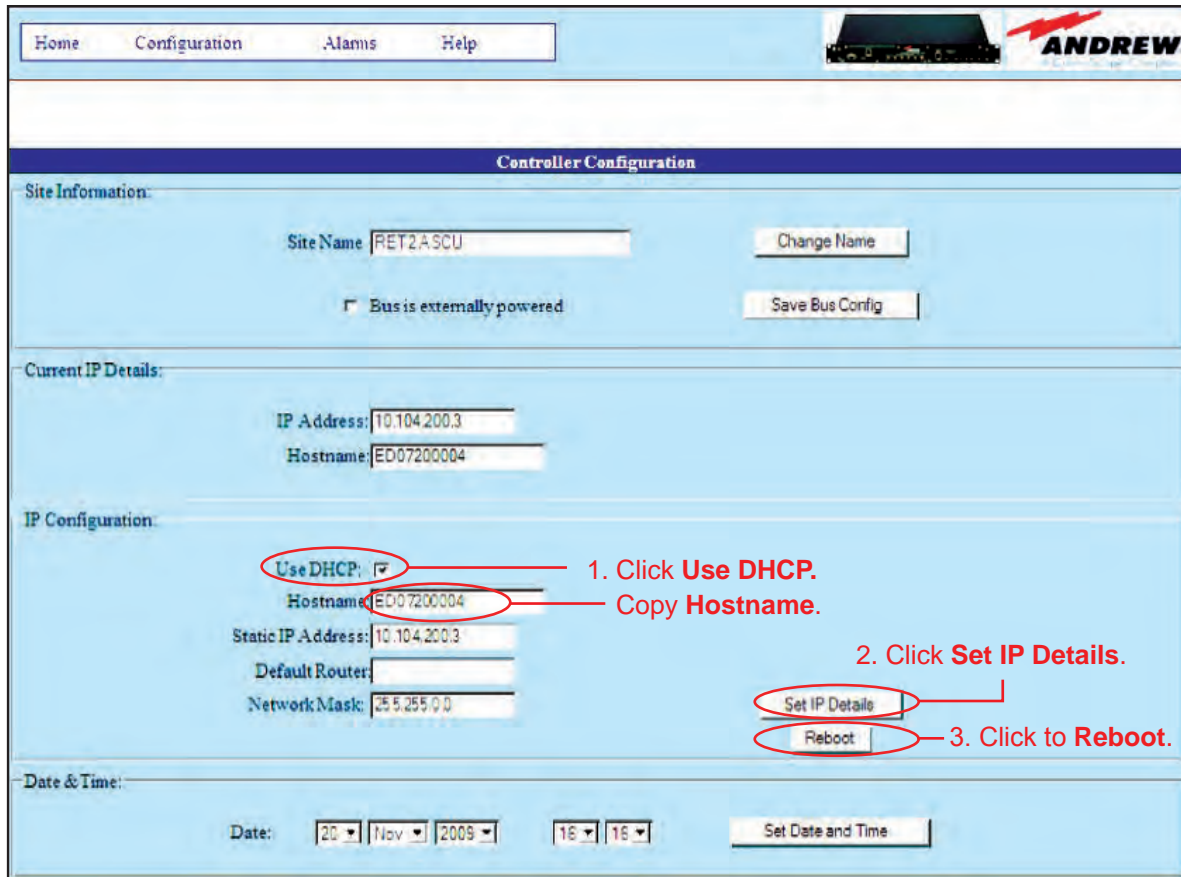 Home Configuration Alarms Help
ANDREW
Controller Configuration
Site Information:
Site Name RET2ASCU Change Name
Bus is externally powered Save Bus Config
Current IP Details:
IP Address: 10.104.200.3
Hostname: ED07200004
IP Configuration:
Use DHCP: 1. Click Use DHCP.
Hostname ED07200004 Copy Hostname.
Static IP Address: 10.104.200.3
2. Click Set IP Details.
Default Router:
Network Mask: 255.255.0.0 Set IP Details
Reboot 3. Click to Reboot.
Date & Time:
Date: 20 Nov 2009 16 16 Set Date and Time